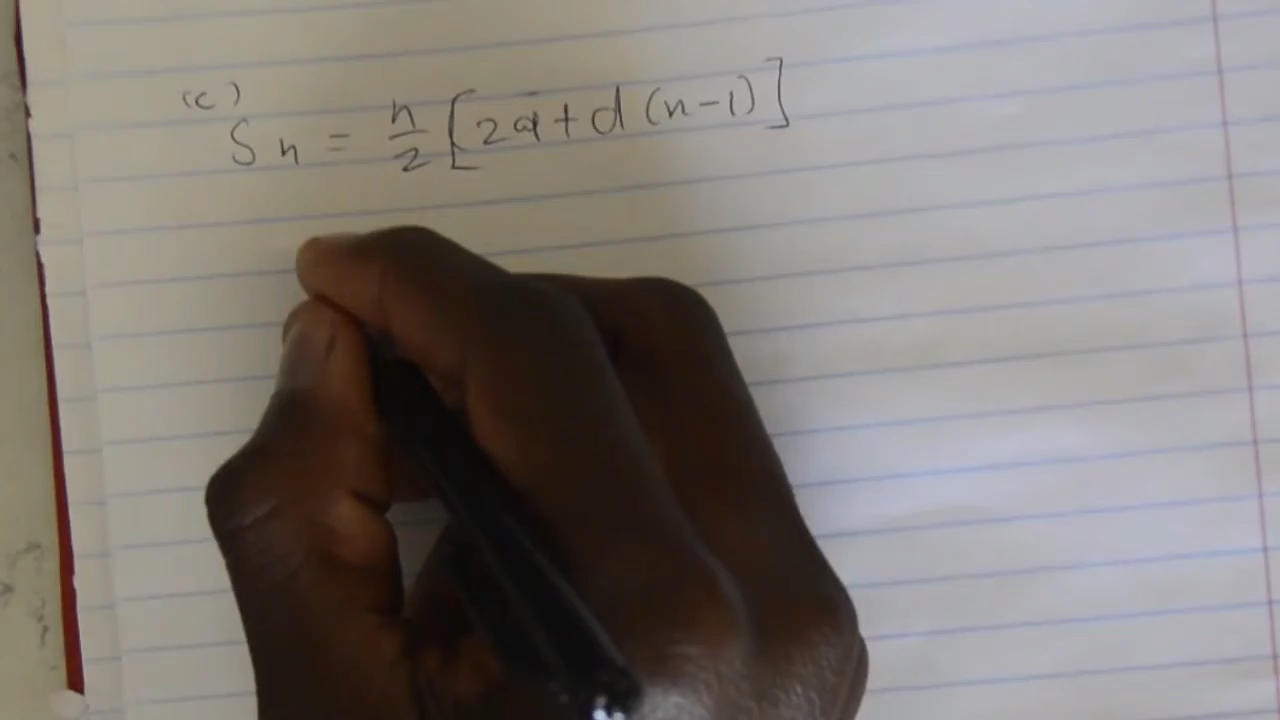 (c)
Sn = n/2 [2a + d (n-1)]